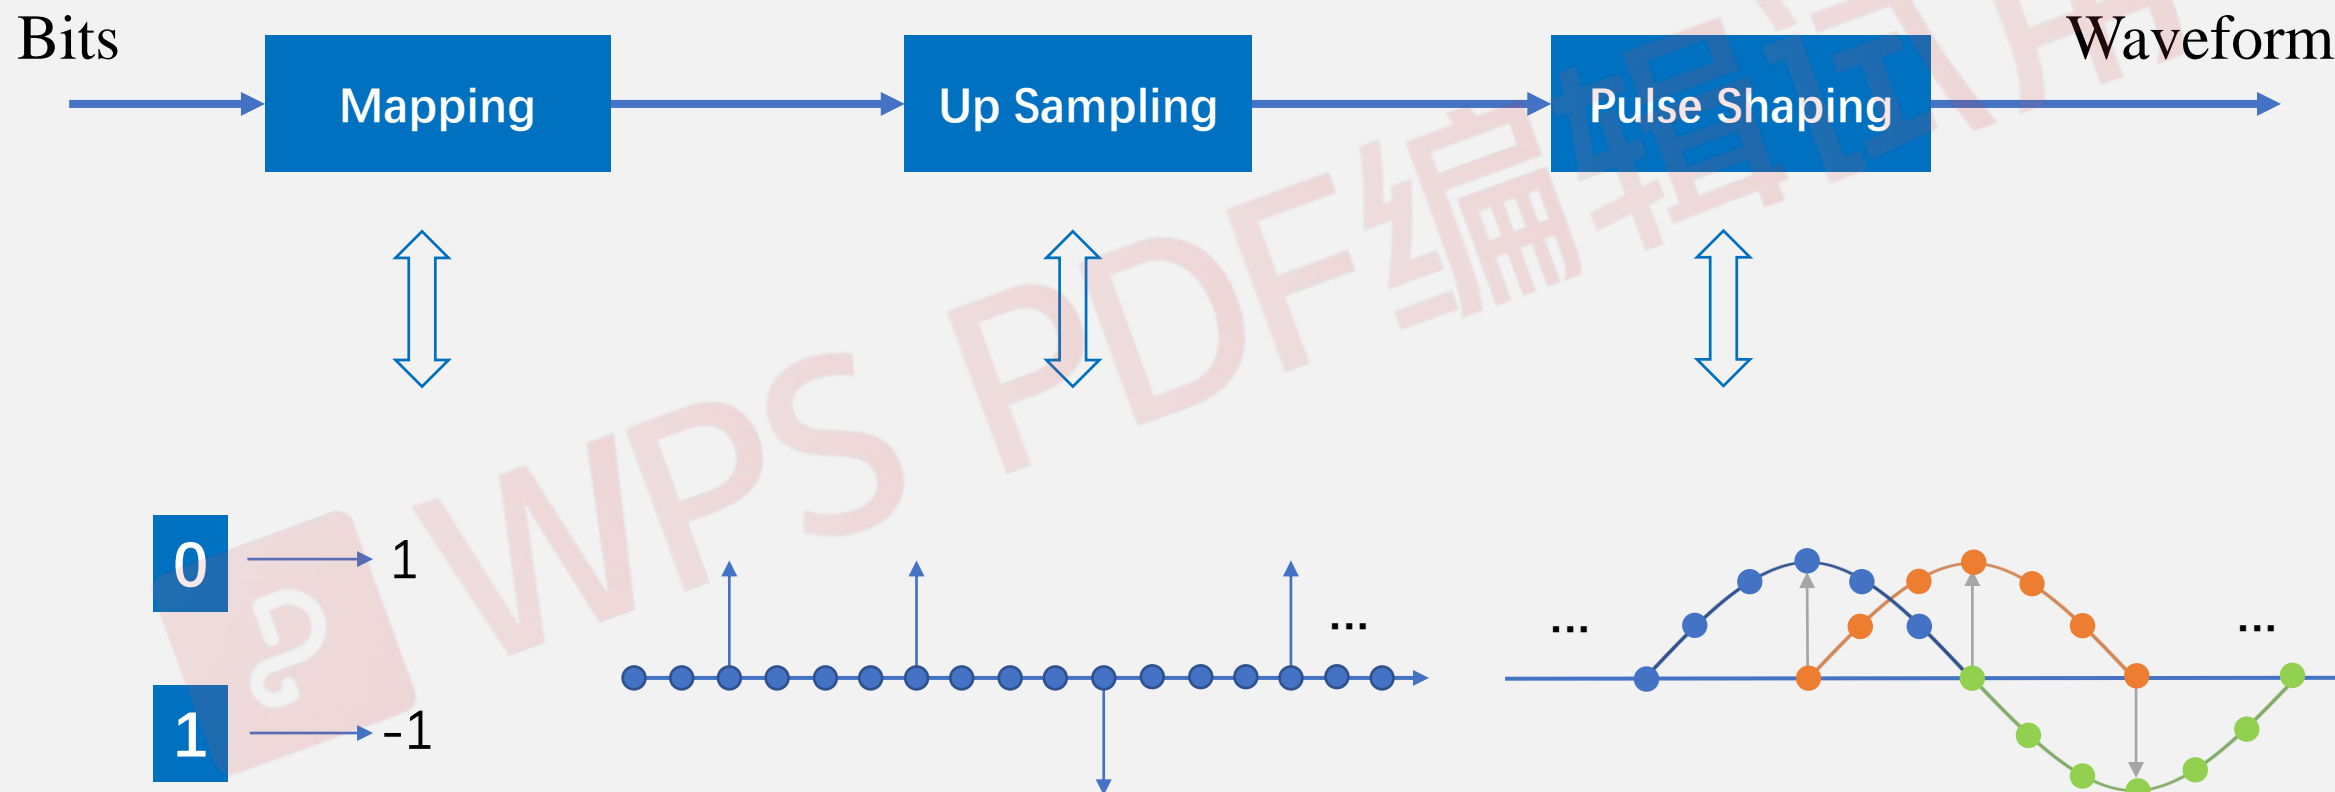 Bits
Waveform
Mapping
Up Sampling
Pulse Shaping
WPS PDF编辑试用
0
1
...
...
...
1
-1